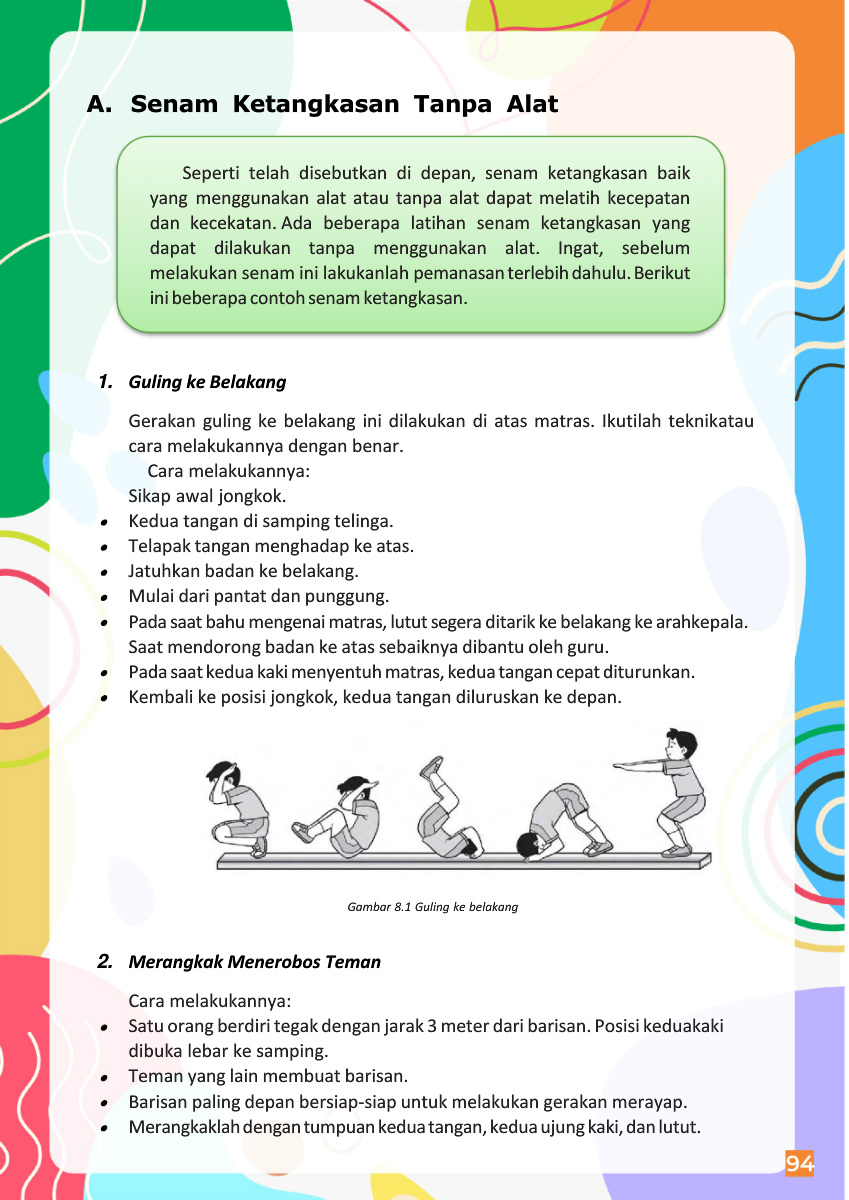 A. Senam Ketangkasan Tanpa Alat
Seperti telah disebutkan di depan, senam ketangkasan baik
yang menggunakan alat atau tanpa alat dapat melatih kecepatan
dan kecekatan. Ada beberapa latihan senam ketangkasan yang
dapat dilakukan tanpa menggunakan alat. Ingat, sebelum
melakukan senam ini lakukanlah pemanasan terlebih dahulu. Berikut
ini beberapa contoh senam ketangkasan.
1. Guling ke Belakang
Gerakan guling ke belakang ini dilakukan di atas matras. Ikutilah teknikatau
cara melakukannya dengan benar.
Cara melakukannya:
Sikap awal jongkok.
• Kedua tangan di samping telinga.
• Telapak tangan menghadap ke atas.
• Jatuhkan badan ke belakang.
• Mulai dari pantat dan punggung.
• Pada saat bahu mengenai matras, lutut segera ditarik ke belakang ke arahkepala.
Saat mendorong badan ke atas sebaiknya dibantu oleh guru.
• Pada saat kedua kaki menyentuh matras, kedua tangan cepat diturunkan.
• Kembali ke posisi jongkok, kedua tangan diluruskan ke depan.
Gambar 8.1 Guling ke belakang
2. Merangkak Menerobos Teman
Cara melakukannya:
• Satu orang berdiri tegak dengan jarak 3 meter dari barisan. Posisi keduakaki
dibuka lebar ke samping.
• Teman yang lain membuat barisan.
• Barisan paling depan bersiap-siap untuk melakukan gerakan merayap.
• Merangkaklah dengan tumpuan kedua tangan, kedua ujung kaki, dan lutut.
94